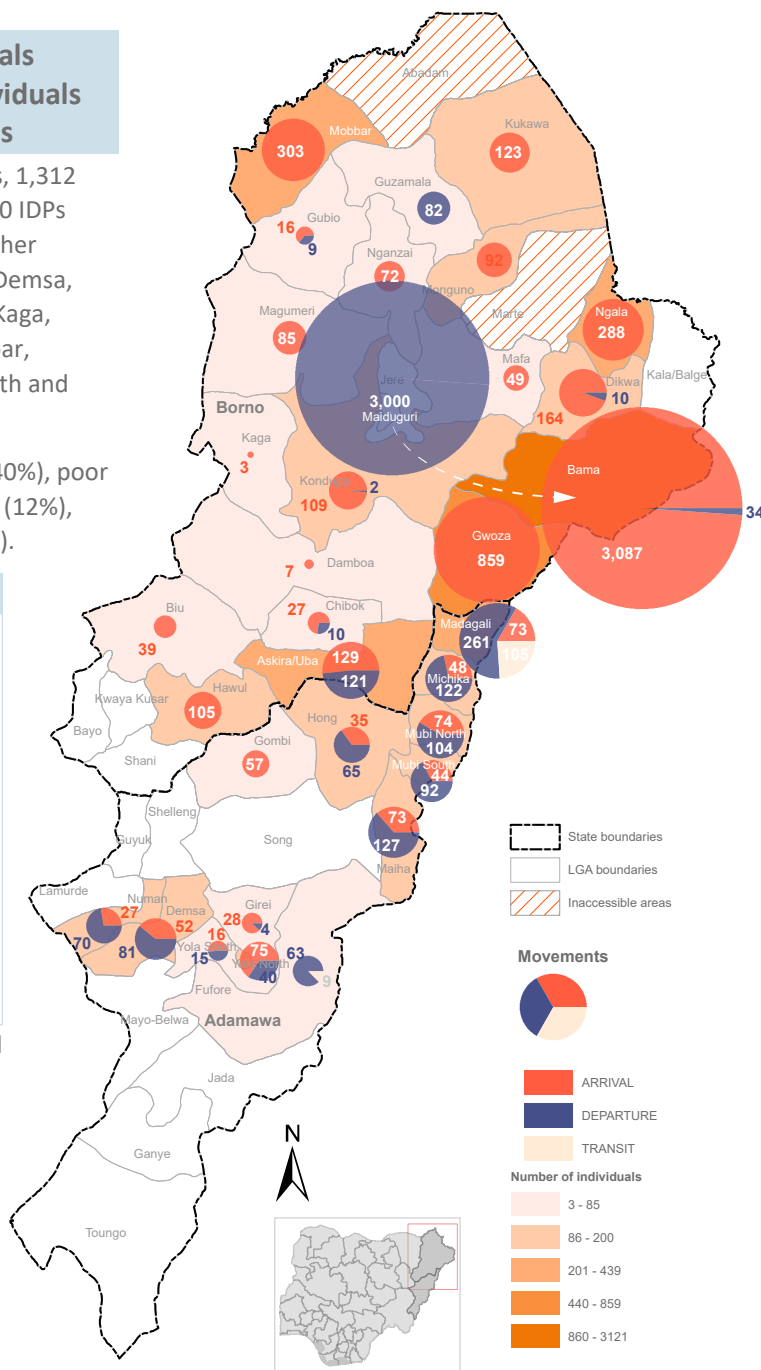 als
viduals
s
s, 1,312
0 IDPs
her
Demsa,
Kaga,
bar,
th and
40%), poor
(12%),
).
Abadam
Mobbar
303
Kukawa
123
Guzamala
82
16
Gubio
9
Nganzai
72
92
Monguno
Marte
Magumeri
85
Ngala
288
Mafa
49
Jere
3,000
Maiduguri
Dikwa
10
164
Kala/Balge
Borno
Kaga
3
Bama
34
3,087
Konduga
2
109
Gwoza
859
7
Damboa
27
Chibok
10
Biu
39
Askira/Uba
129
121
Madagali
261
73
105
Michika
48
122
Kwaya Kusar
Hawul
105
Bayo
Shani
Hong
35
65
74
Mubi North
104
Mubi South
44
92
Gombi
57
Shelleng
Guyuk
Song
73
127
Maiha
Lamurde
Numan
27
70
Demsa
52
81
Girei
28
4
16
Yola South
15
75
Yola North
40
63
9
Fufore
Mayo-Belwa
Adamawa
Jada
Ganye
Toungo
N
State boundaries
LGA boundaries
Inaccessible areas
Movements
ARRIVAL
DEPARTURE
TRANSIT
Number of individuals
3 - 85
86 - 200
201 - 439
440 - 859
860 - 3121